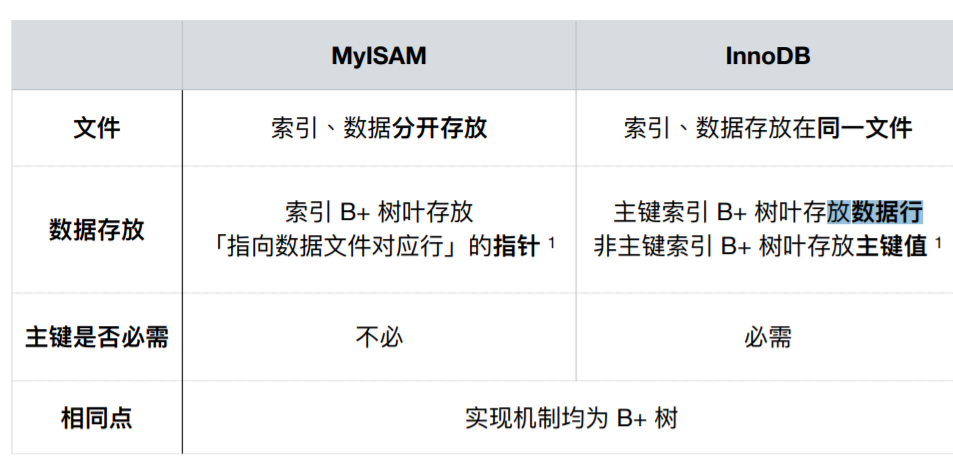 MyISAM
InnoDB
文件
索引、数据分开存放
索引、数据存放在同一文件
数据存放
索引 B+ 树叶存放
「指向数据文件对应行」的指针 ¹
主键索引 B+ 树叶存放数据行
非主键索引 B+ 树叶存放主键值 ¹
主键是否必需
不必
必需
相同点
实现机制均为 B+ 树